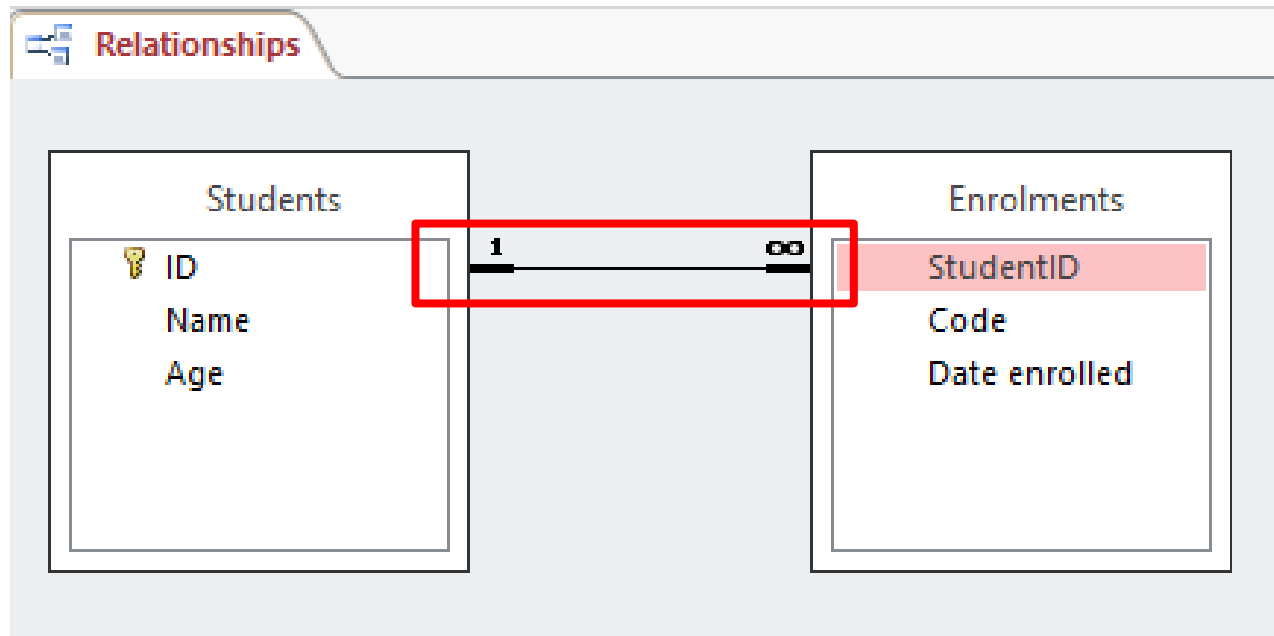 Relationships
Students
ID
Name
Age
1 ∞
Enrolments
StudentID
Code
Date enrolled